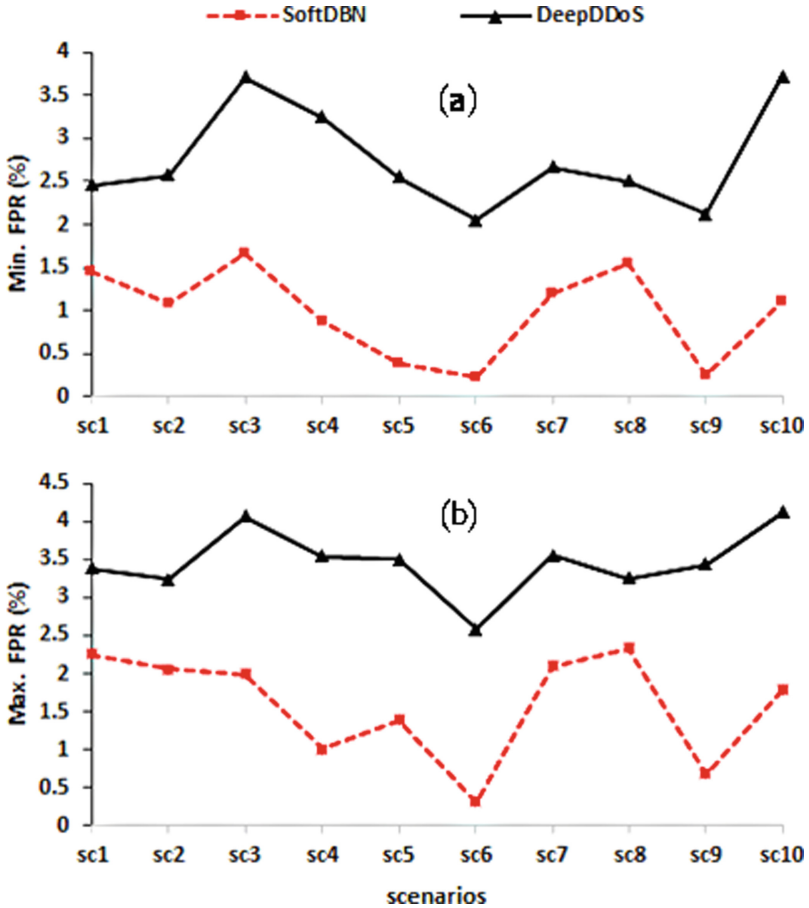 SoftDBN DeepDDoS
(a)
Min. FPR (%)
4
3.5
3
2.5
2
1.5
1
0.5
0
sc1 sc2 sc3 sc4 sc5 sc6 sc7 sc8 sc9 sc10
(b)
Max. FPR (%)
4.5
4
3.5
3
2.5
2
1.5
1
0.5
0
sc1 sc2 sc3 sc4 sc5 sc6 sc7 sc8 sc9 sc10
scenarios